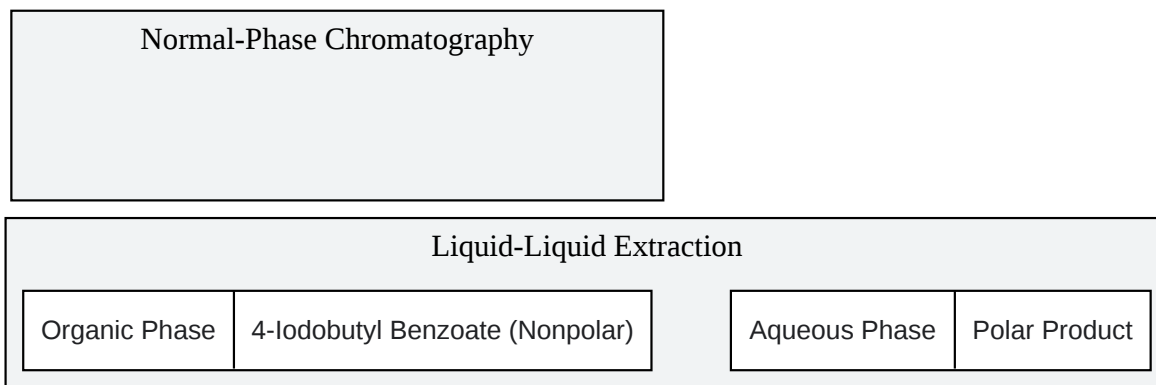 Normal-Phase Chromatography
Liquid-Liquid Extraction
Organic Phase
4-Iodobutyl Benzoate (Nonpolar)
Aqueous Phase
Polar Product